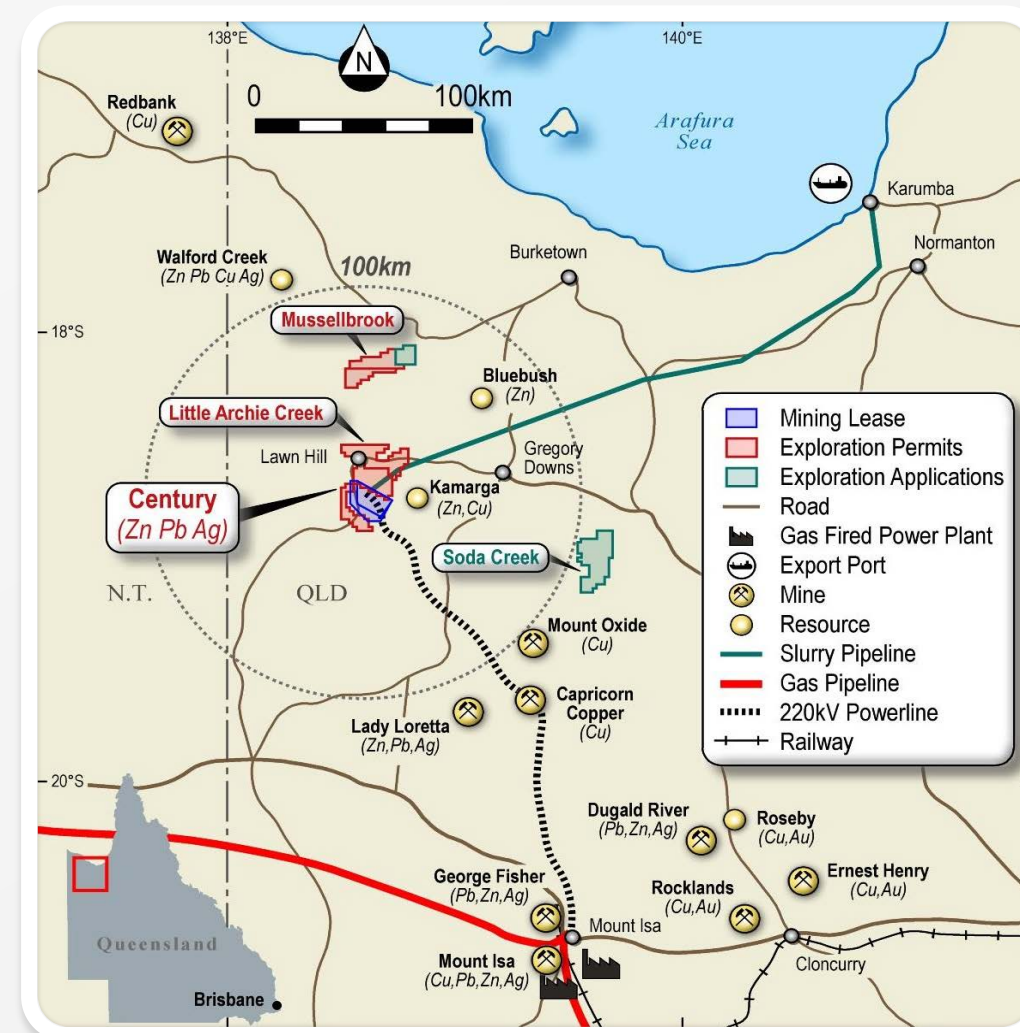 138°E
140°E
N
0
100km
Redbank
(Cu)
Arafura
Sea
Karumba
Normanton
Burketown
Walford Creek
(Zn Pb Cu Ag)
100km
18°S
Mussellbrook
Bluebush
(Zn)
Little Archie Creek
Lawn Hill
Gregory
Downs
Century
(Zn Pb Ag)
Kamarga
(Zn,Cu)
Soda Creek
N.T.
QLD
Mount Oxide
(Cu)
Capricorn
Copper
(Cu)
Lady Loretta
(Zn,Pb,Ag)
Mining Lease
Exploration Permits
Exploration Applications
Road
Gas Fired Power Plant
Export Port
Mine
Resource
Slurry Pipeline
Gas Pipeline
220kV Powerline
Railway
20°S
Dugald River
(Pb,Zn,Ag)
Roseby
(Cu,Au)
George Fisher
(Pb,Zn,Ag)
Rocklands
(Cu,Au)
Ernest Henry
(Cu,Au)
Mount Isa
Mount Isa
(Cu,Pb,Zn,Ag)
Cloncurry
Queensland
Brisbane